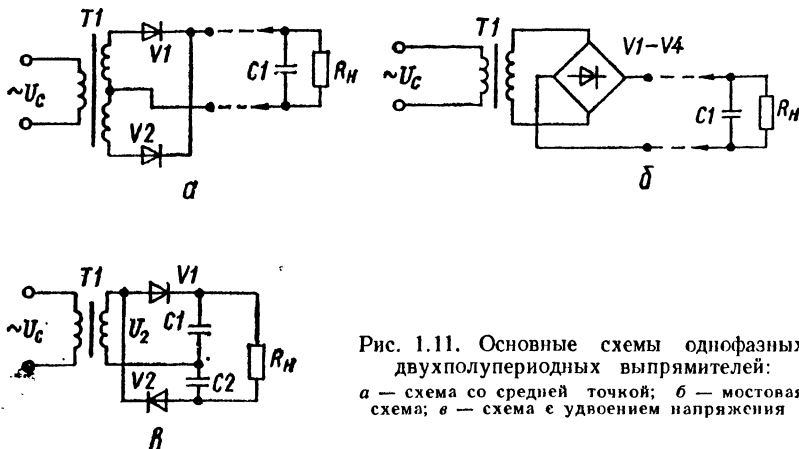 T1
V1
~Uc
V2
C1
Rн
а
T1
V1–V4
~Uc
C1
Rн
б
T1
V1
~Uc
U2
C1
V2
C2
Rн
в
Рис. 1.11. Основные схемы однофазных
двухполупериодных выпрямителей:
а — схема со средней точкой; б — мостовая
схема; в — схема с удвоением напряжения